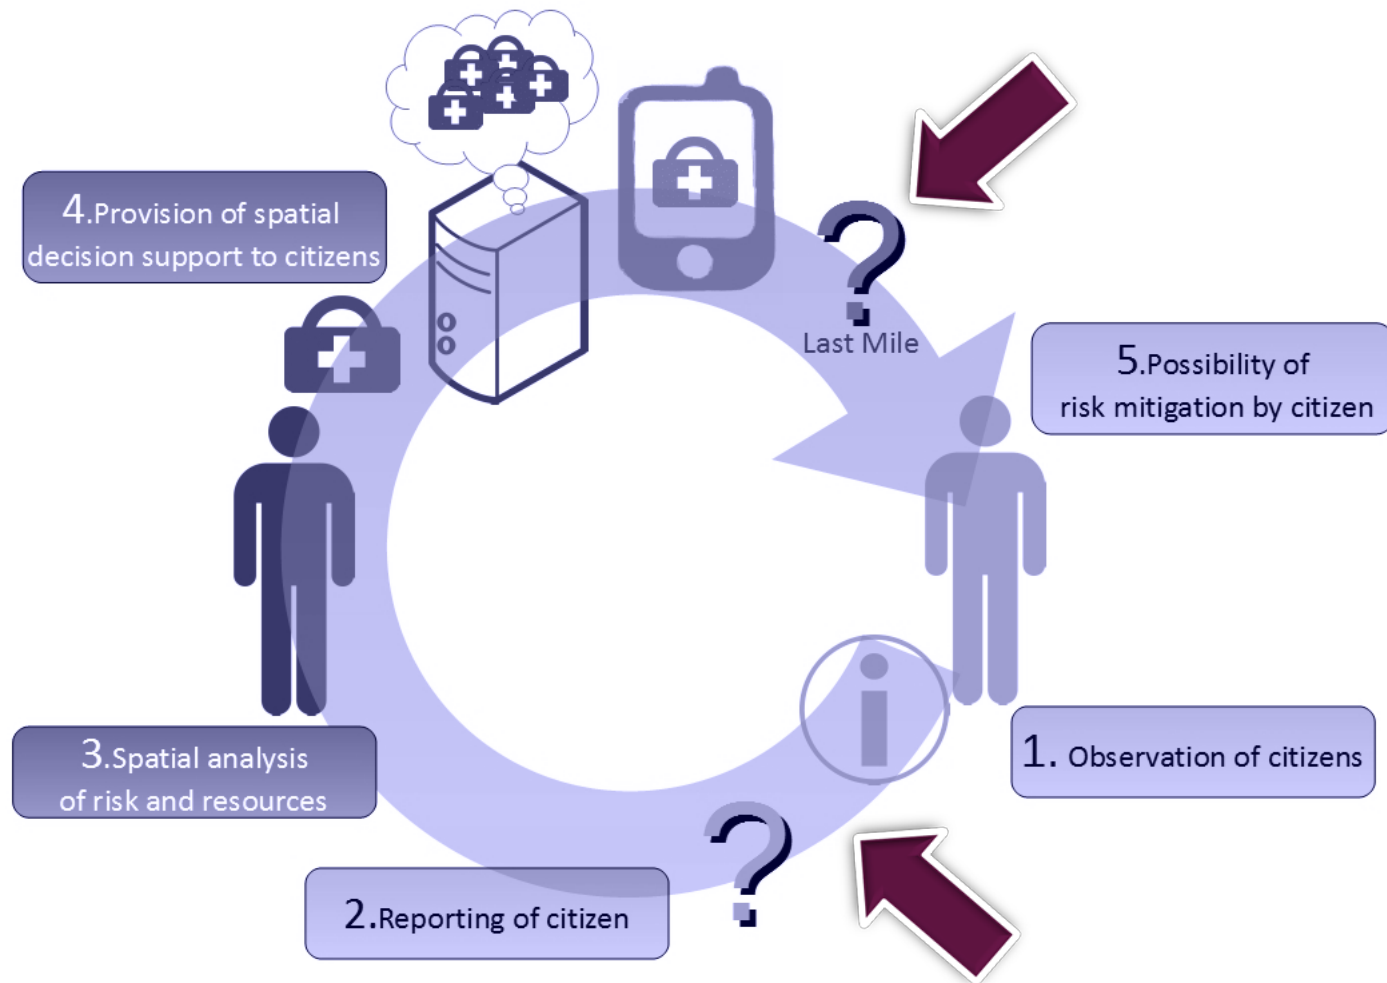 4.Provision of spatial
decision support to citizens
?
Last Mile
5.Possibility of
risk mitigation by citizen
3.Spatial analysis
of risk and resources
i
1. Observation of citizens
?
2.Reporting of citizen